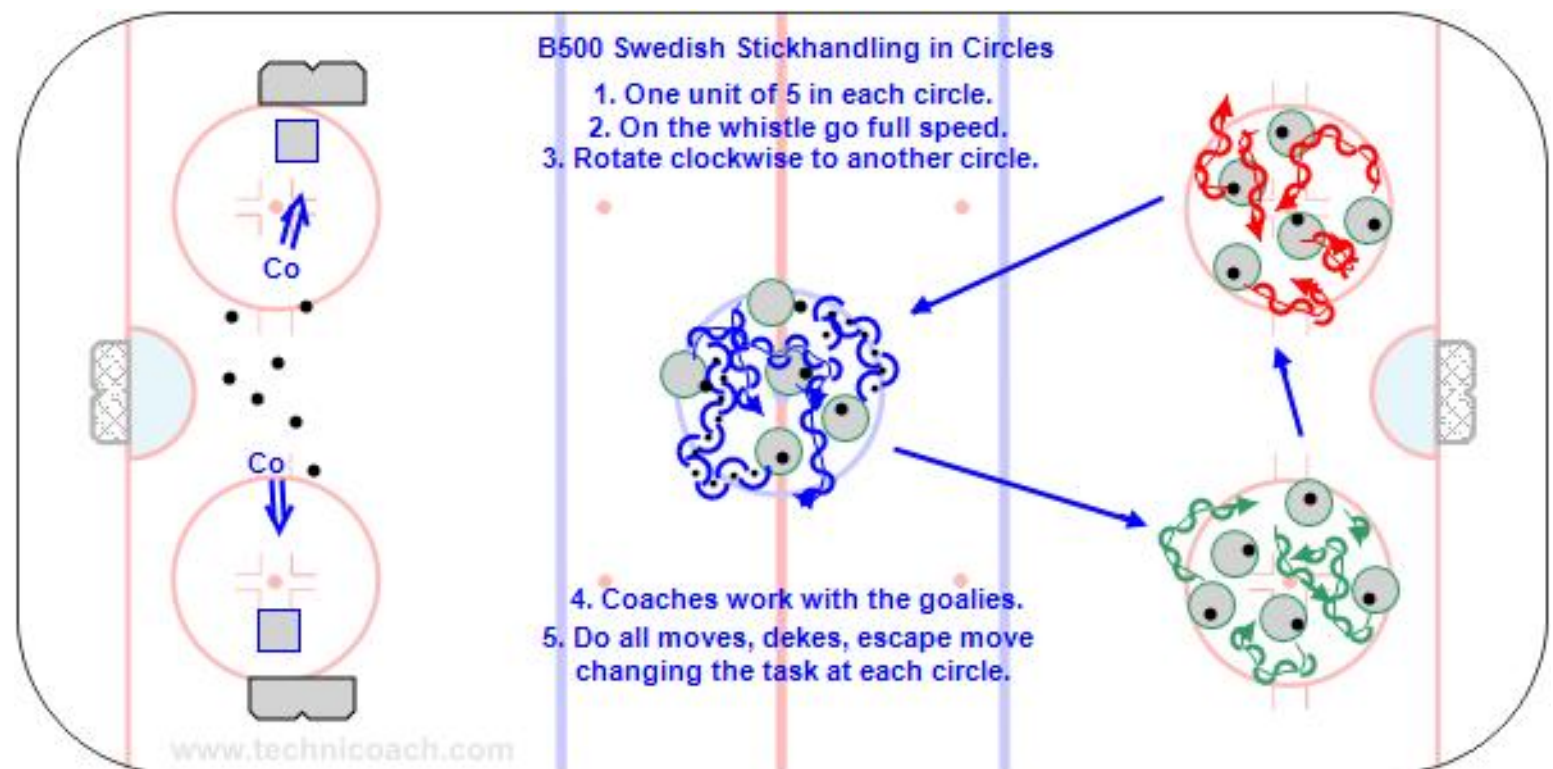 B500 Swedish Stickhandling in Circles
1. One unit of 5 in each circle.
2. On the whistle go full speed.
3. Rotate clockwise to another circle.
Co
Co
4. Coaches work with the goalies.
5. Do all moves, dekes, escape move
changing the task at each circle.
www.technicoach.com